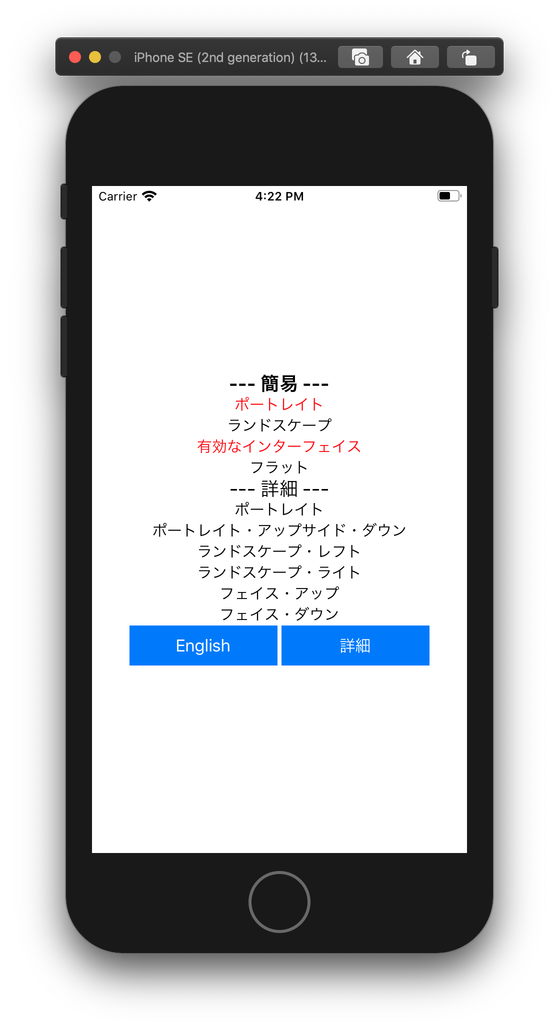 iPhone SE (2nd generation) (13...
Carrier 4:22 PM
--- 簡易 ---
ポートレイト
ランドスケープ
有効なインターフェイス
フラット
--- 詳細 ---
ポートレイト
ポートレイト・アップサイド・ダウン
ランドスケープ・レフト
ランドスケープ・ライト
フェイス・アップ
フェイス・ダウン
English 詳細